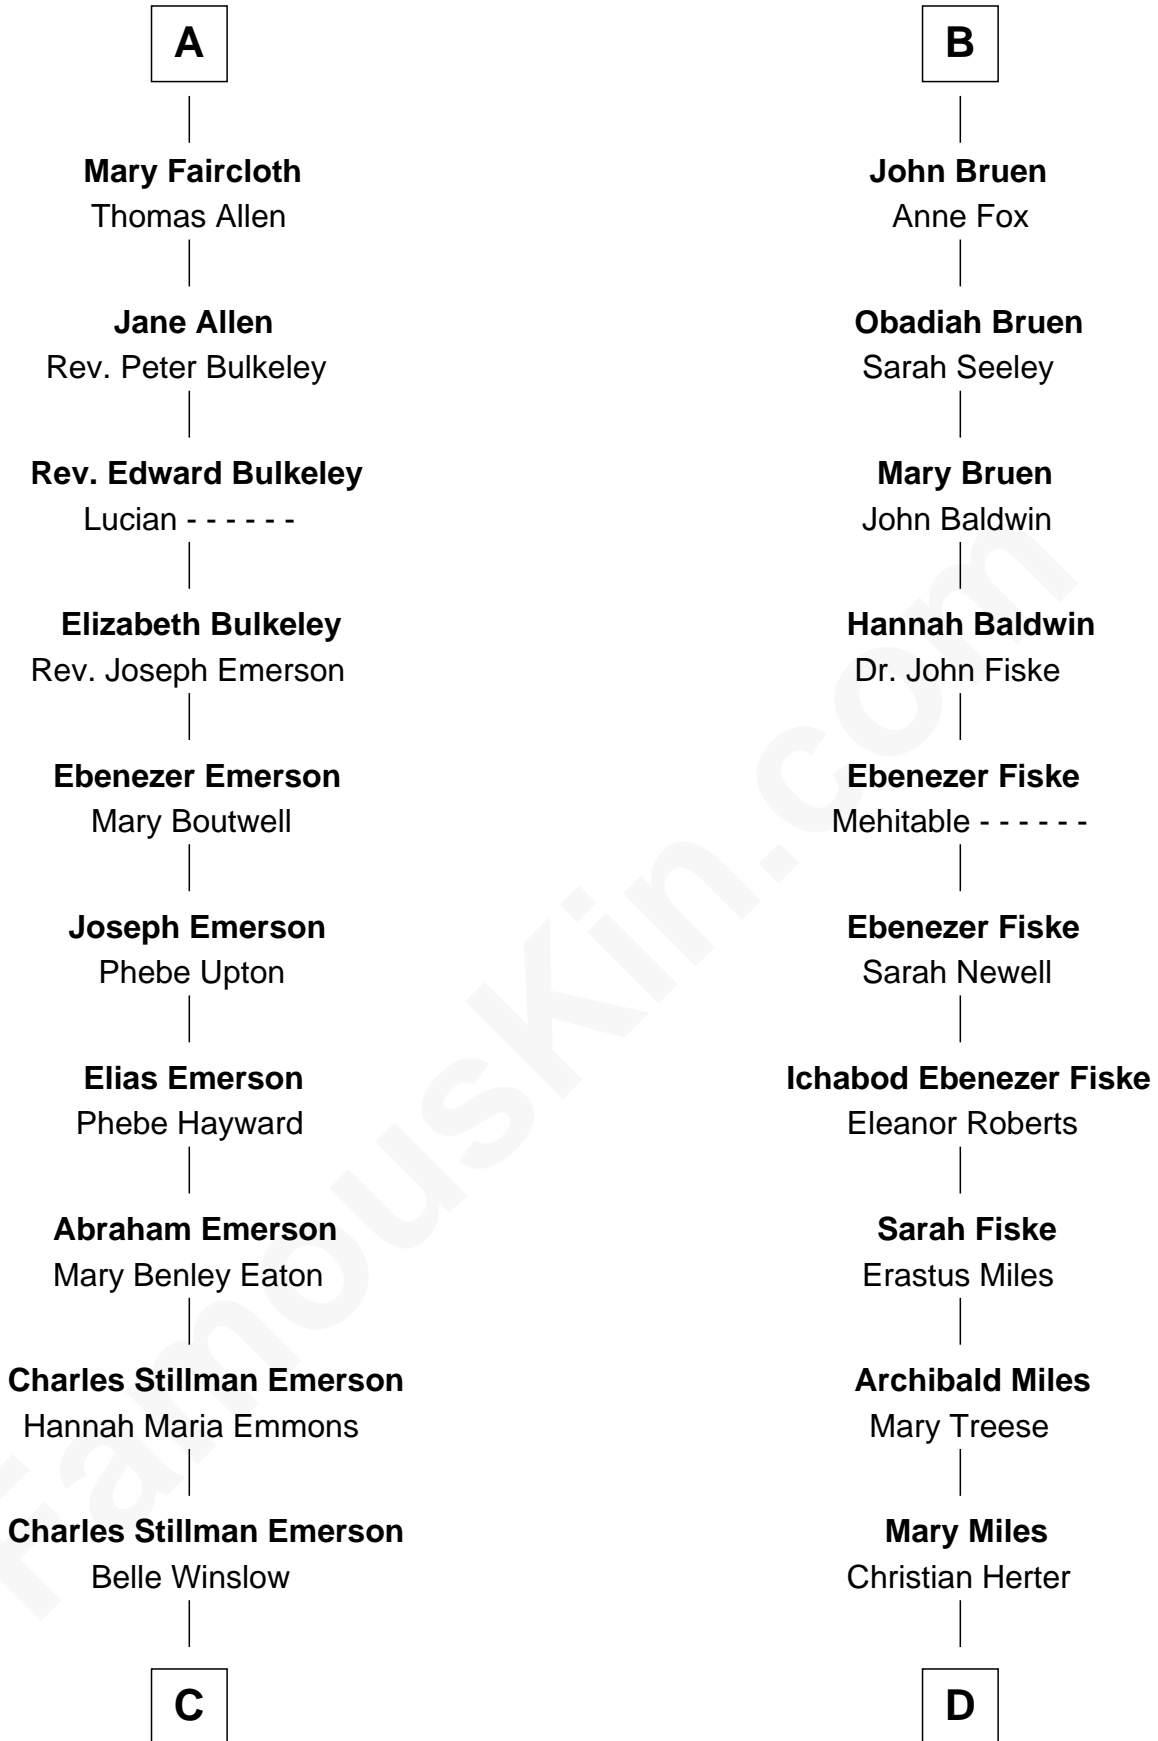 A
Mary Faircloth
Thomas Allen
Jane Allen
Rev. Peter Bulkeley
Rev. Edward Bulkeley
Lucian - - - - - -
Elizabeth Bulkeley
Rev. Joseph Emerson
Ebenezer Emerson
Mary Boutwell
Joseph Emerson
Phebe Upton
Elias Emerson
Phebe Hayward
Abraham Emerson
Mary Benley Eaton
Charles Stillman Emerson
Hannah Maria Emmons
Charles Stillman Emerson
Belle Winslow
C
B
John Bruen
Anne Fox
Obadiah Bruen
Sarah Seeley
Mary Bruen
John Baldwin
Hannah Baldwin
Dr. John Fiske
Ebenezer Fiske
Mehitable - - - - - -
Ebenezer Fiske
Sarah Newell
Ichabod Ebenezer Fiske
Eleanor Roberts
Sarah Fiske
Erastus Miles
Archibald Miles
Mary Treese
Mary Miles
Christian Herter
D
FamousKin.com